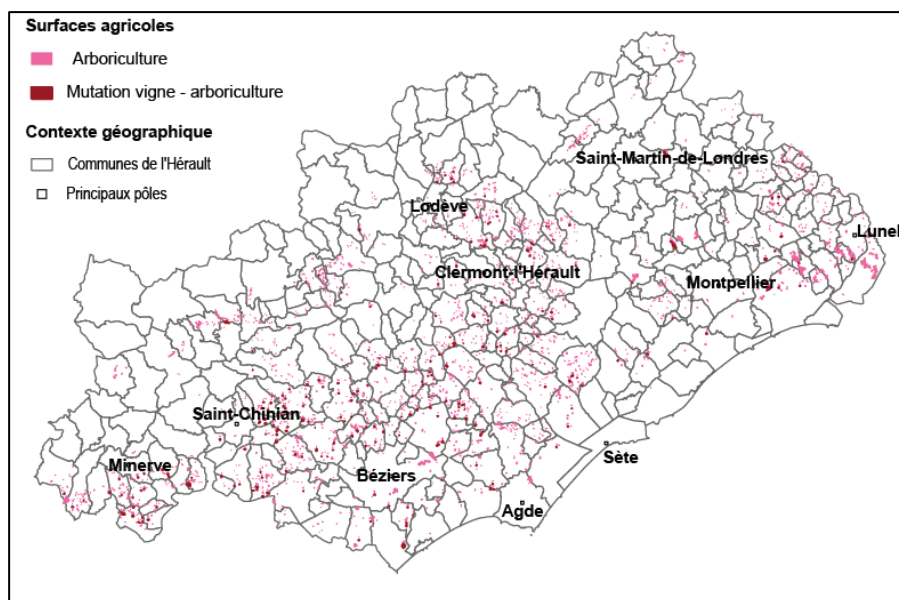 Surfaces agricoles
Arboriculture
Mutation vigne - arboriculture
Contexte géographique
Communes de l'Hérault
Principaux pôles
Saint-Martin-de-Londres
Lodève
Lunel
Clermont-l'Hérault
Montpellier
Saint-Chinian
Sète
Minerve
Béziers
Agde